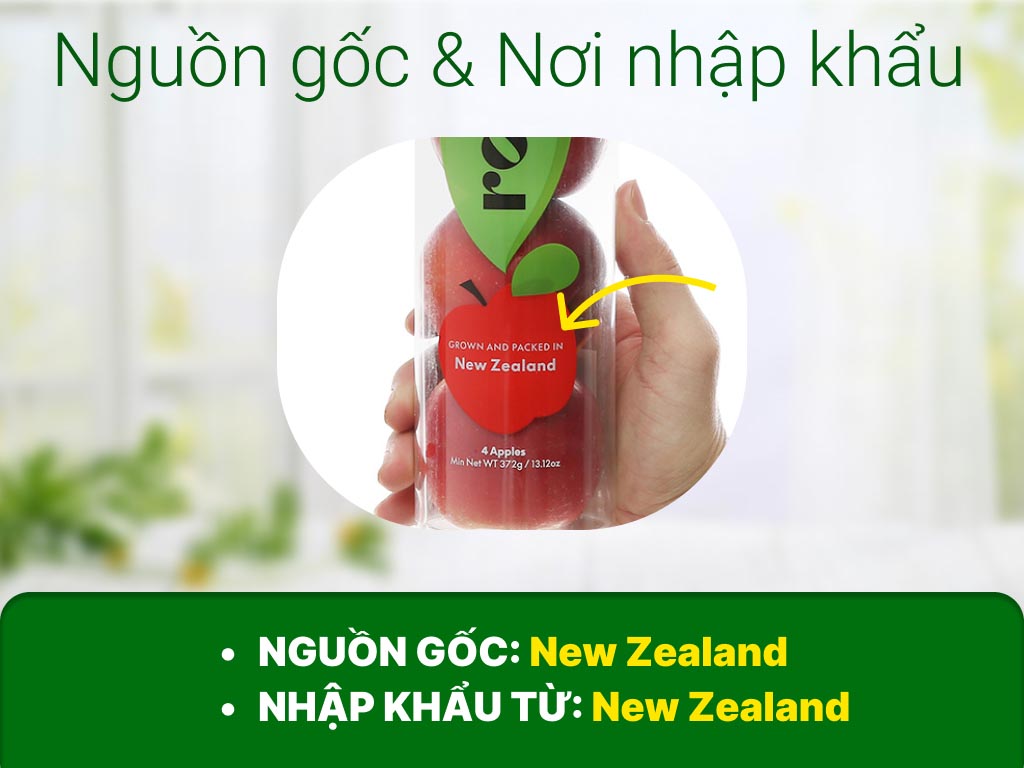 Nguồn gốc & Nơi nhập khẩu
GROWN AND PACKED IN
New Zealand
4 Apples
Min Net WT 372g / 13.12oz
• NGUỒN GỐC: New Zealand
• NHẬP KHẨU TỪ: New Zealand